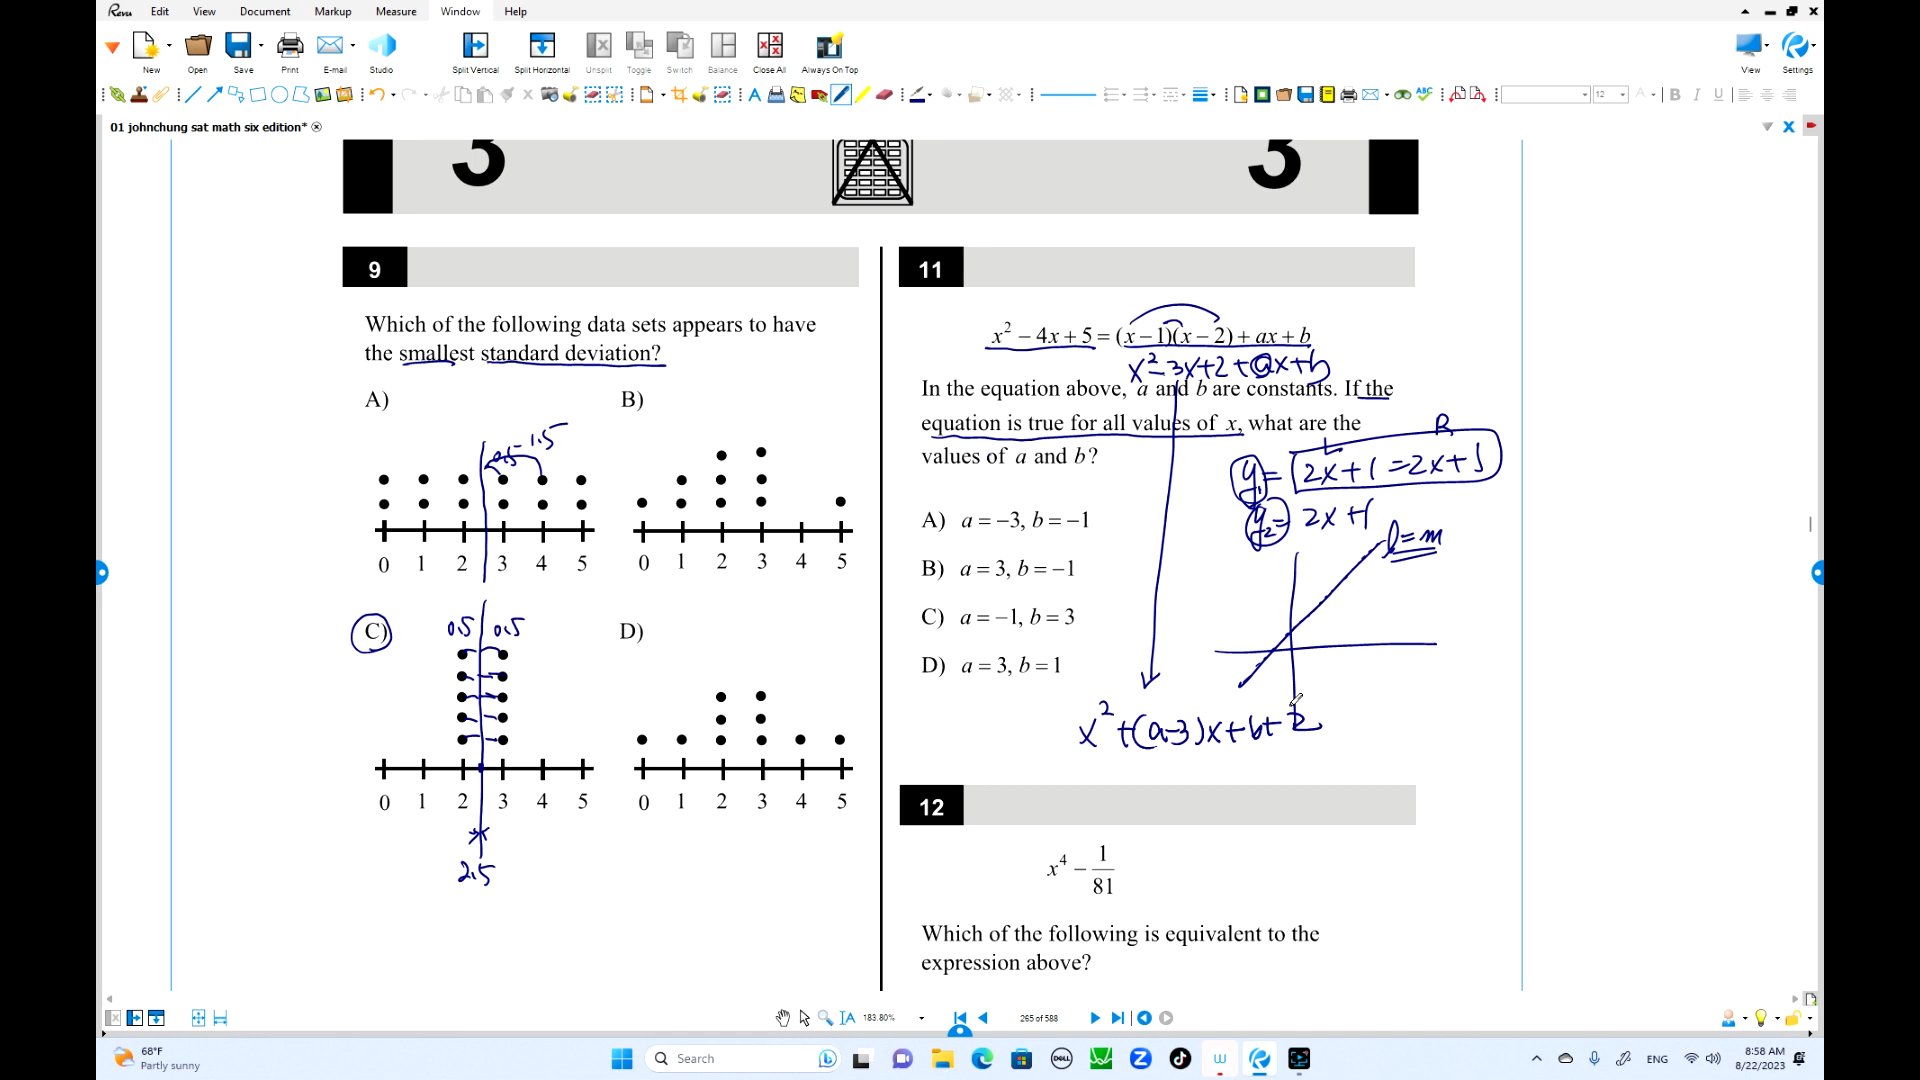 Revu Edit View Document Markup Measure Window Help
New Open Save Print E-mail Studio Split Vertical Split Horizontal Unsplit Toggle Switch Balance Close All Always On Top View Settings
12
01 johnchung sat math six edition*
3 3
9
Which of the following data sets appears to have
the smallest standard deviation?
A) B)
0.5 1.5
0 1 2 3 4 5
0 1 2 3 4 5
C) D)
0.5 0.5
0 1 2 3 4 5
0 1 2 3 4 5
2.5
11
x² − 4x + 5 = (x − 1)(x − 2) + ax + b
x² − 3x + 2 + ax + b
In the equation above, a and b are constants. If the
equation is true for all values of x, what are the
values of a and b?
L R
y₁ = 2x + 1 = 2x + 1
y₂ = 2x + 1
l = m
A) a = −3, b = −1
B) a = 3, b = −1
C) a = −1, b = 3
D) a = 3, b = 1
x² + (a−3)x + b + 2
12
x⁴ − 1/81
Which of the following is equivalent to the
expression above?
183.80% 265 of 588
68°F
Partly sunny
Search
DELL
ENG
8:58 AM
8/22/2023